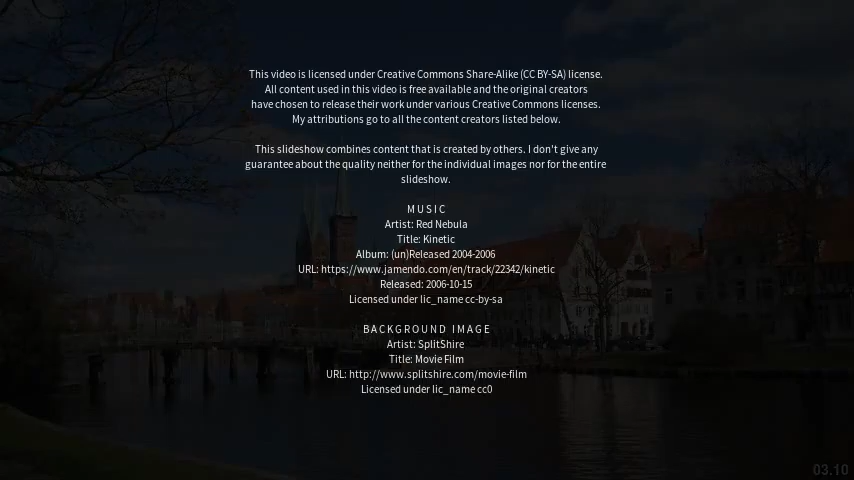 This video is licensed under Creative Commons Share-Alike (CC BY-SA) license.
All content used in this video is free available and the original creators
have chosen to release their work under various Creative Commons licenses.
My attributions go to all the content creators listed below.
This slideshow combines content that is created by others. I don't give any
guarantee about the quality neither for the individual images nor for the entire
slideshow.
MUSIC
Artist: Red Nebula
Title: Kinetic
Album: (un)Released 2004-2006
URL: https://www.jamendo.com/en/track/22342/kinetic
Released: 2006-10-15
Licensed under lic_name cc-by-sa
BACKGROUND IMAGE
Artist: SplitShire
Title: Movie Film
URL: http://www.splitshire.com/movie-film
Licensed under lic_name cc0
03.10